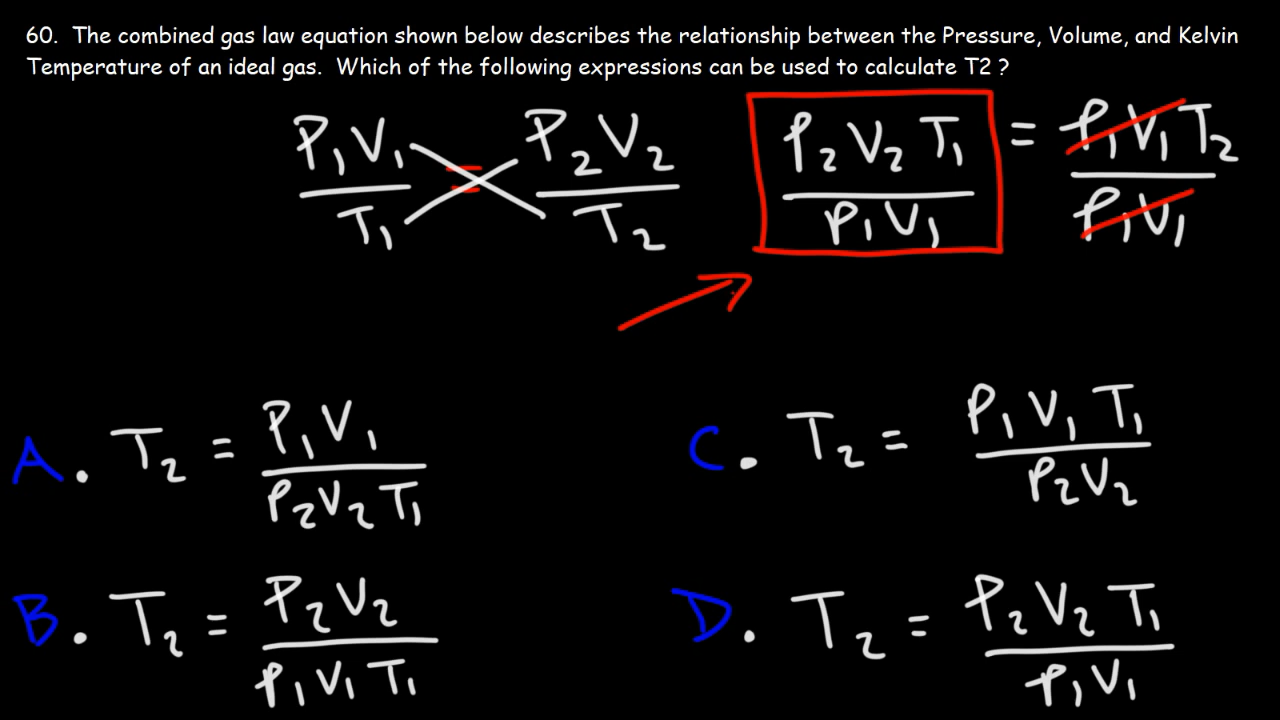 60. The combined gas law equation shown below describes the relationship between the Pressure, Volume, and Kelvin
Temperature of an ideal gas. Which of the following expressions can be used to calculate T2 ?
P₁V₁/T₁ = P₂V₂/T₂
P₂V₂T₁/P₁V₁ = P₁V₁T₂/P₁V₁
A. T₂ = P₁V₁/P₂V₂T₁
C. T₂ = P₁V₁T₁/P₂V₂
B. T₂ = P₂V₂/P₁V₁T₁
D. T₂ = P₂V₂T₁/P₁V₁